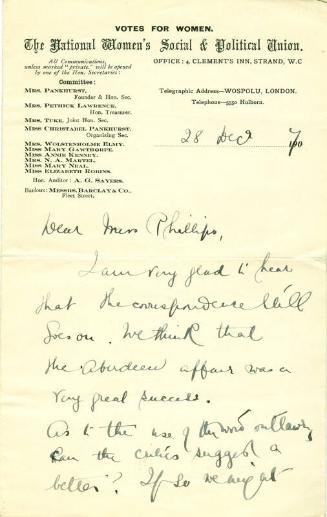 VOTES FOR WOMEN.
The National Women's Social & Political Union.
All Communications,
unless marked "private," will be opened
by one of the Hon. Secretaries:
OFFICE: 4, CLEMENT'S INN, STRAND, W.C
Committee:
MRS. PANKHURST,
Founder & Hon. Sec.
MRS. PETHICK LAWRENCE,
Hon. Treasurer.
MRS. TUKE, Joint Hon. Sec.
MISS CHRISTABEL PANKHURST,
Organising Sec.
MRS. WOLSTENHOLME ELMY.
MISS MARY GAWTHORPE.
MISS ANNIE KENNEY.
MRS. N. A. MARTEL.
MISS MARY NEAL.
MISS ELIZABETH ROBINS.
Hon. Auditor: A. G. SAYERS.
Bankers: MESSRS. BARCLAY & CO.,
Fleet Street.
Telegraphic Address—WOSPOLU, LONDON.
Telephone—5550 Holborn.
28 Dec 1907
Dear Miss Phillips,
I am very glad to hear
that the correspondence still
goes on. We think that
the Aberdeen affair was a
very great success.
As to the use of the word outlawry
can the critics suggest a
better? If so we might